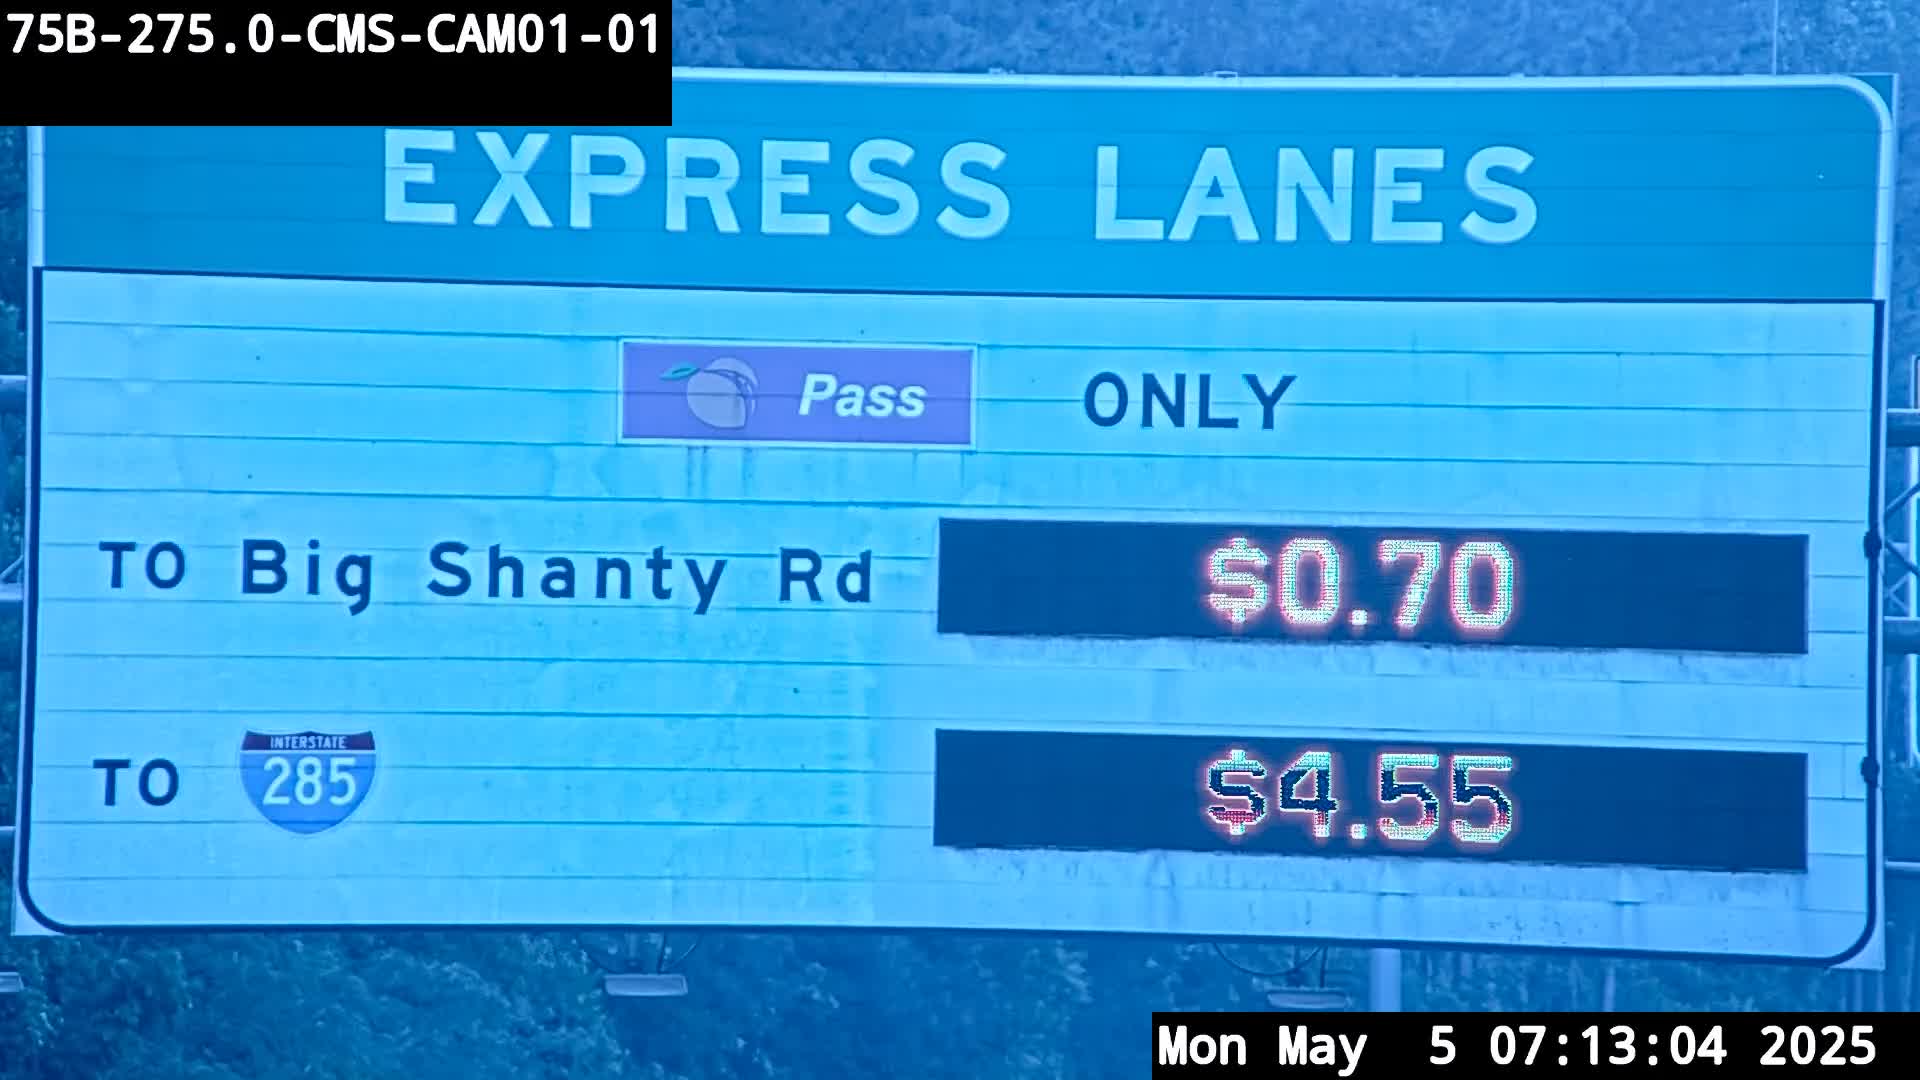 75B-275.0-CMS-CAM01-01
EXPRESS LANES
Pass ONLY
TO Big Shanty Rd $0.70
INTERSTATE
TO 285 $4.55
Mon May 5 07:13:04 2025